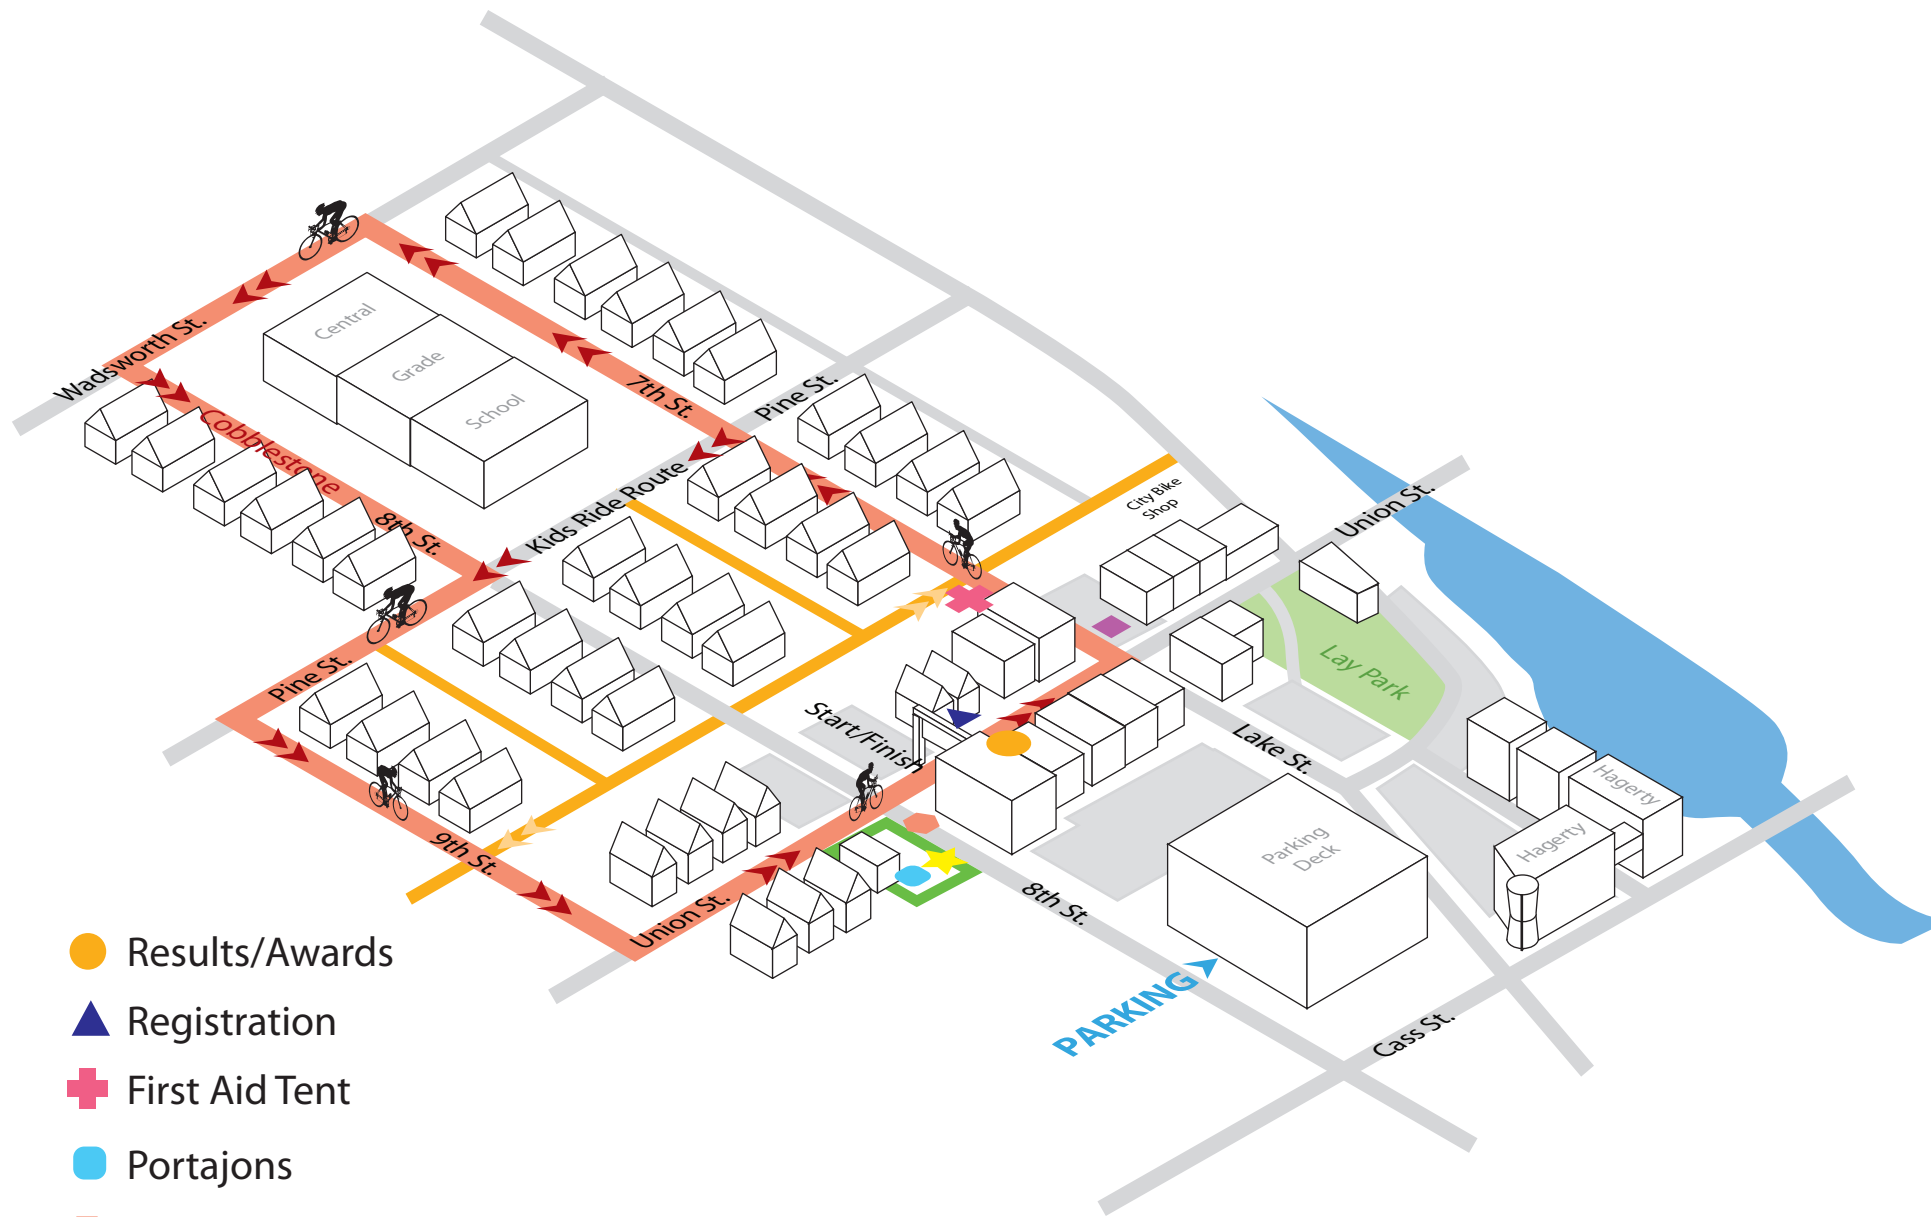 Central
Grade
School
Wadsworth St.
Cobblestone
7th St.
Pine St.
Kids Ride Route
8th St.
City Bike
Shop
Union St.
Lay Park
Pine St.
Start/Finish
Lake St.
Hagerty
Hagerty
Parking
Deck
9th St.
Union St.
8th St.
PARKING
Cass St.
Results/Awards
Registration
First Aid Tent
Portajons